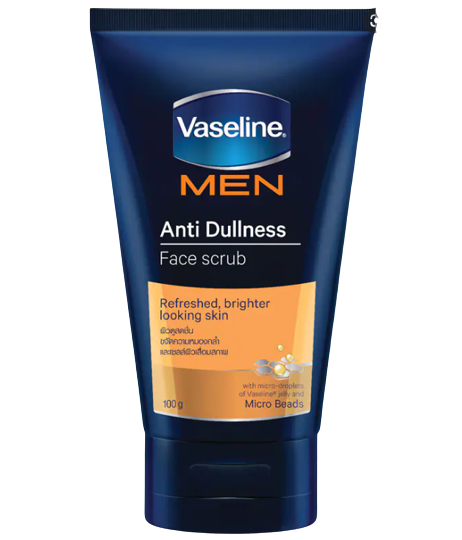 Vaseline®
MEN
Anti Dullness
Face scrub
Refreshed, brighter
looking skin
ผิวดูสดชื่น
ขจัดความหมองคล้ำ
และเซลล์ผิวเสื่อมสภาพ
with micro-droplets
of Vaseline® jelly and
Micro Beads
100 g